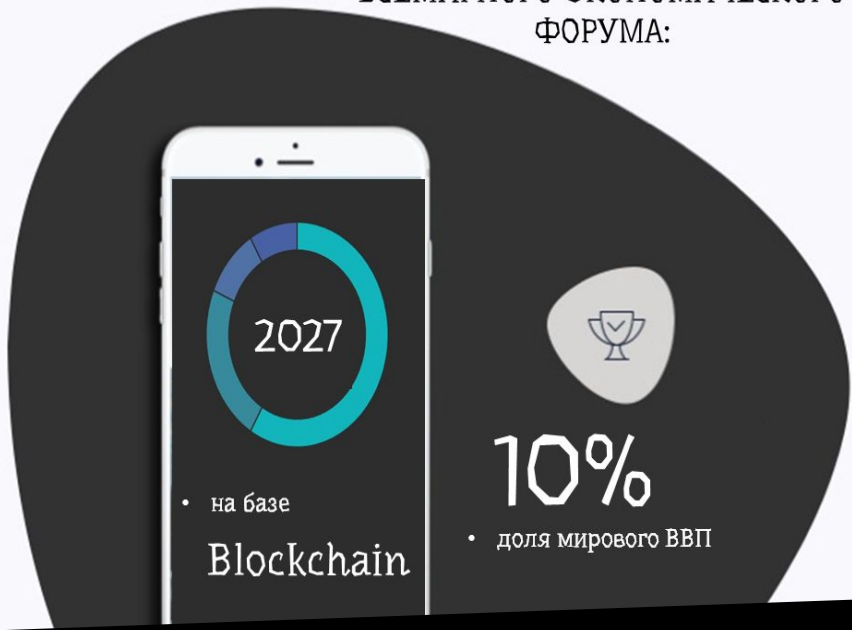 ФОРУМА:
2027
• на базе
Blockchain
10%
• доля мирового ВВП